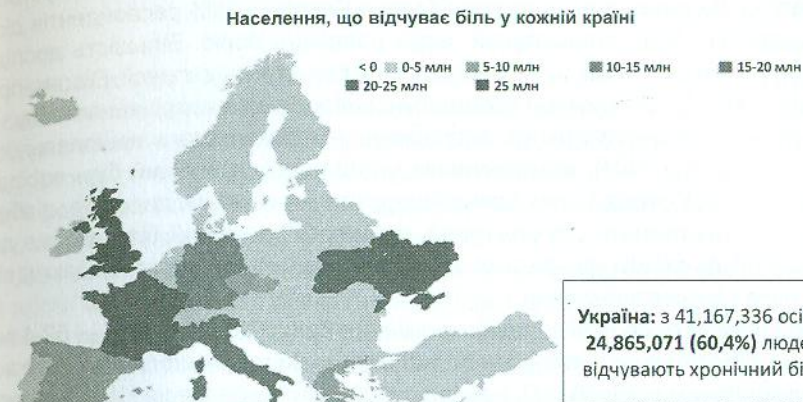 Населення, що відчуває біль у кожній країні
< 0 0-5 млн 5-10 млн 10-15 млн 15-20 млн
20-25 млн 25 млн
Україна: з 41,167,336 осі
24,865,071 (60,4%) люде
відчувають хронічний бі